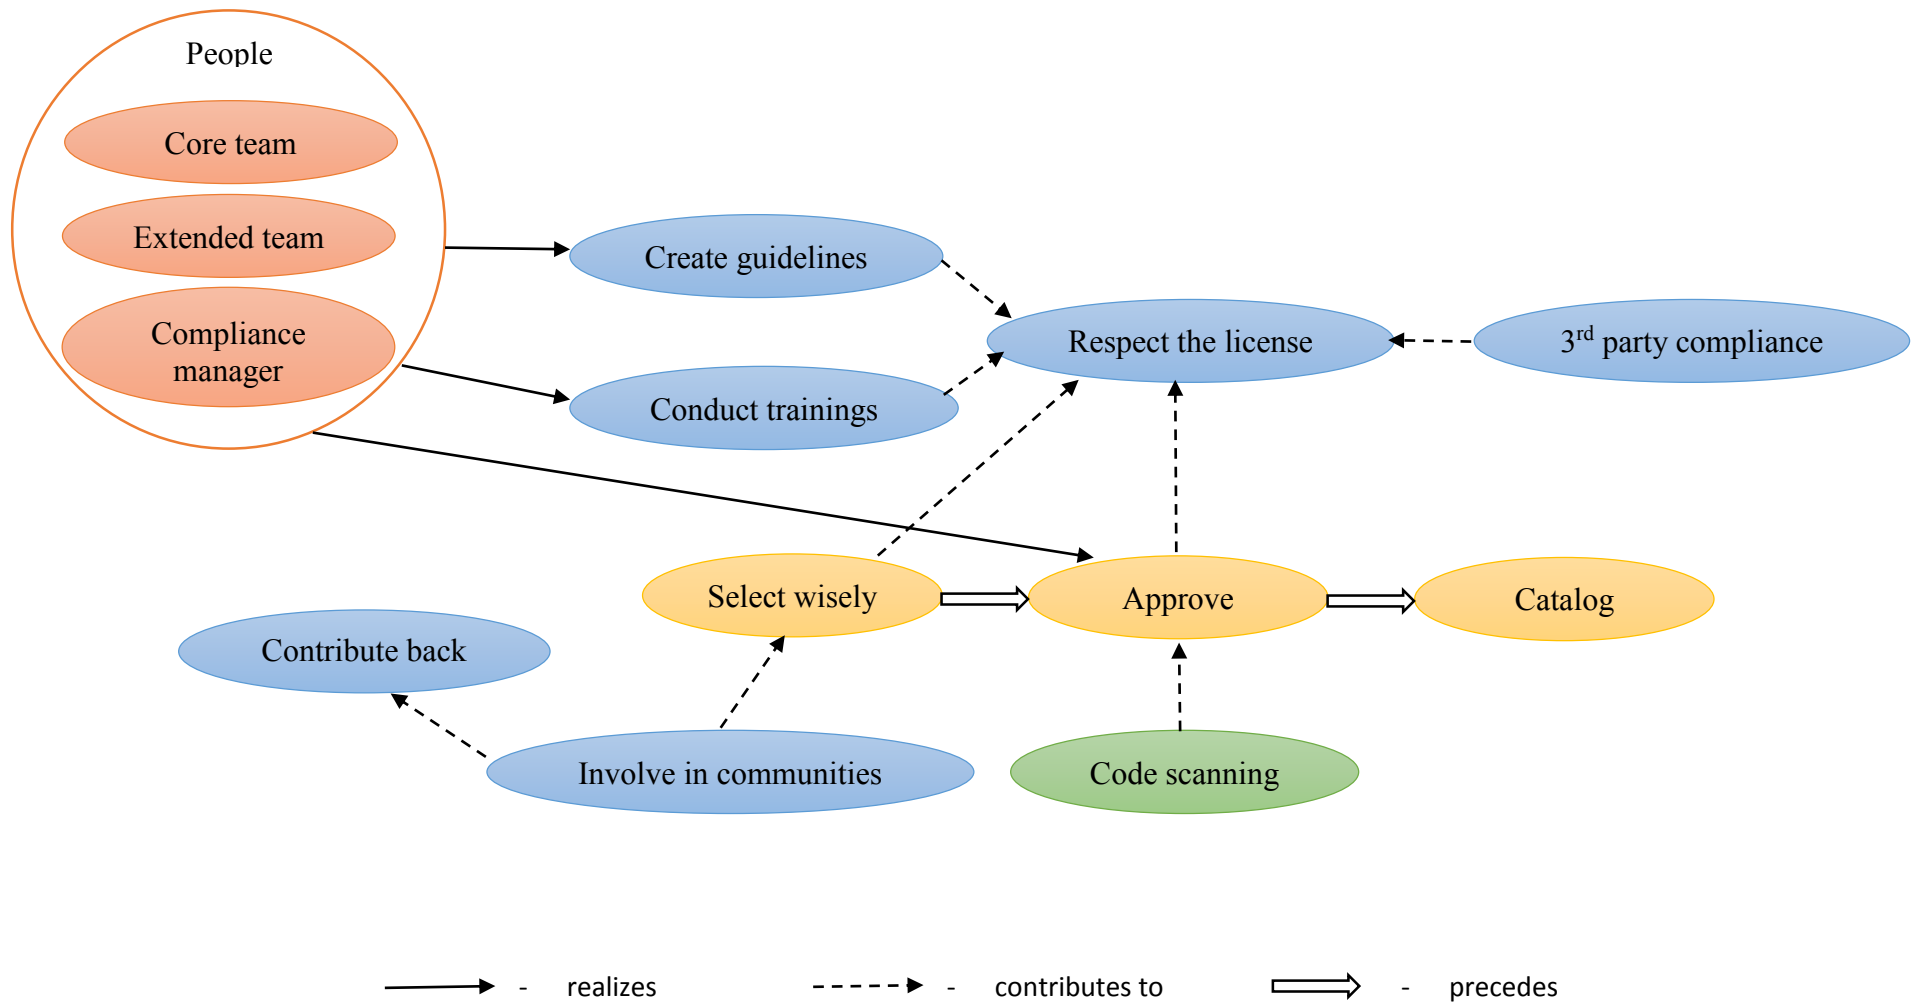 People
Core team
Extended team
Compliance
manager
Create guidelines
Respect the license
3rd party compliance
Conduct trainings
Select wisely
Approve
Catalog
Contribute back
Involve in communities
Code scanning
- realizes
- contributes to
- precedes